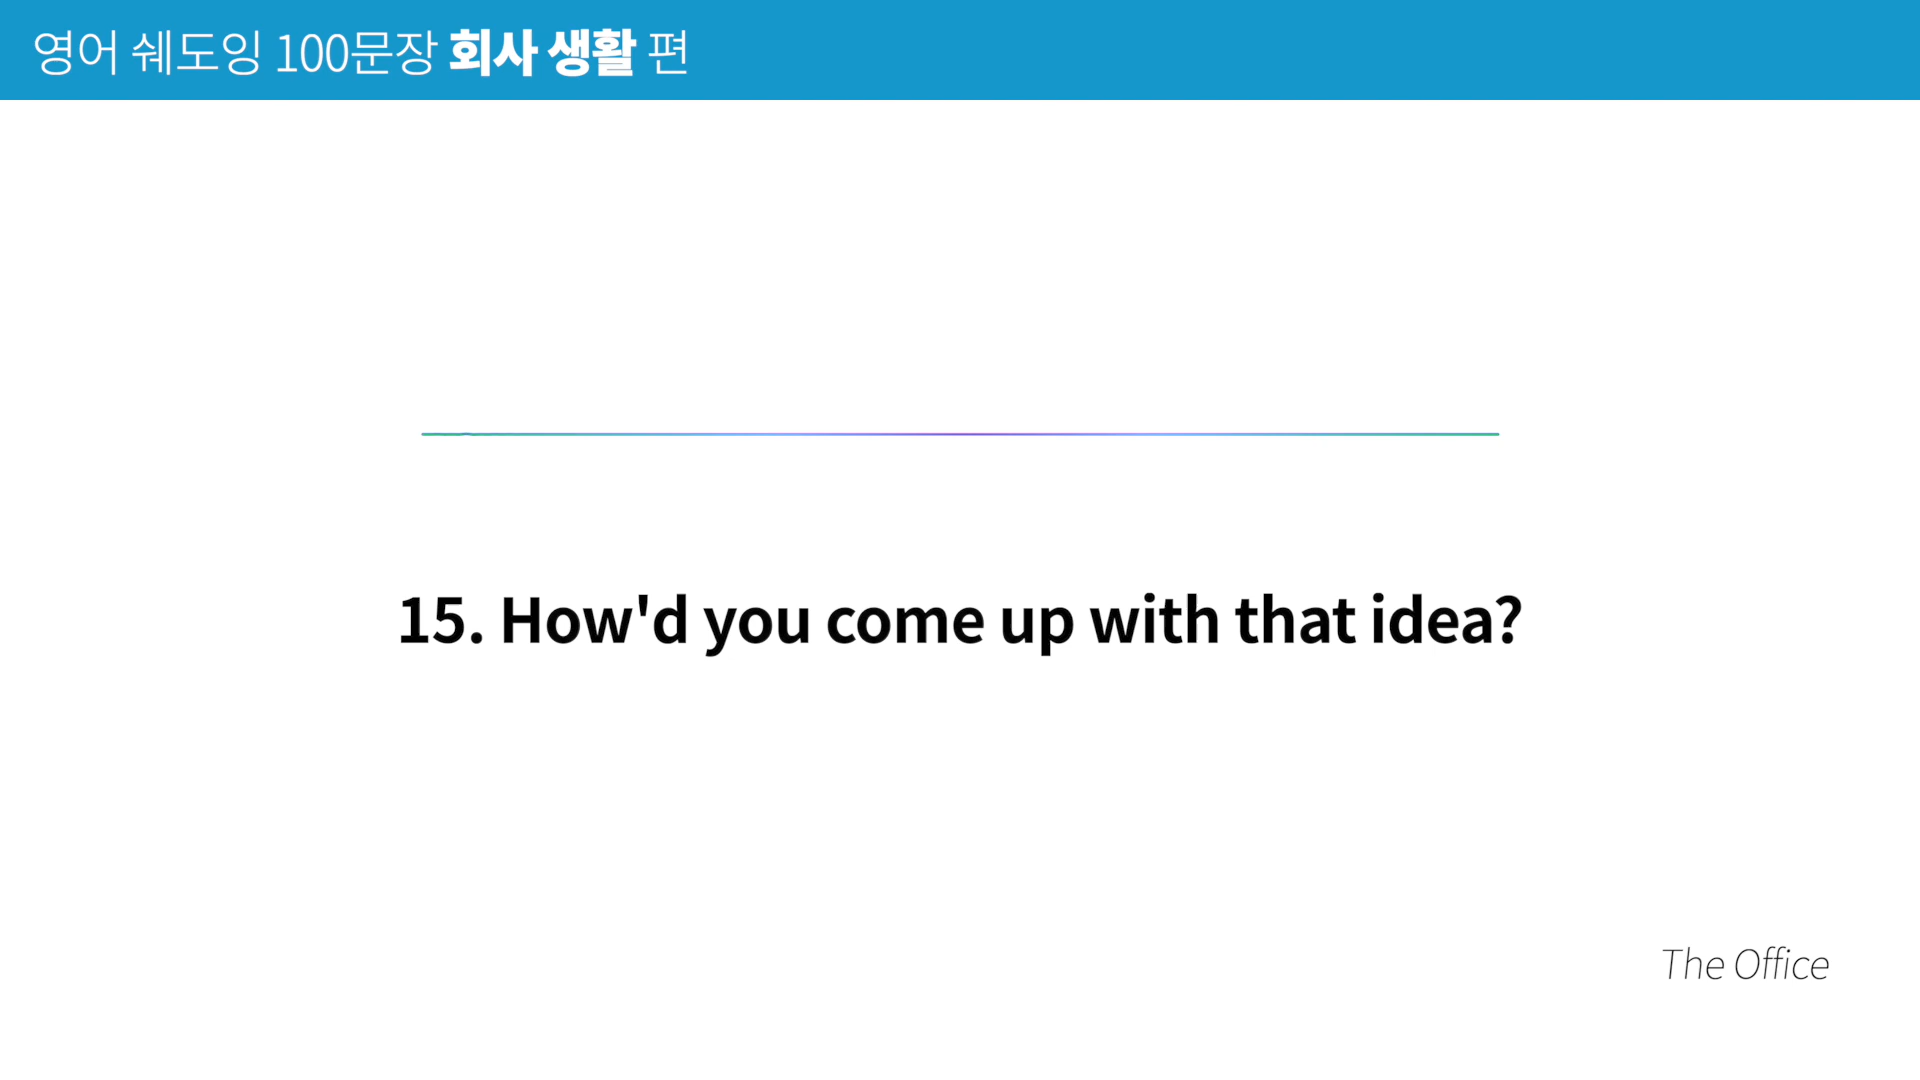 영어 쉐도잉 100문장 회사 생활 편
15. How'd you come up with that idea?
The Office